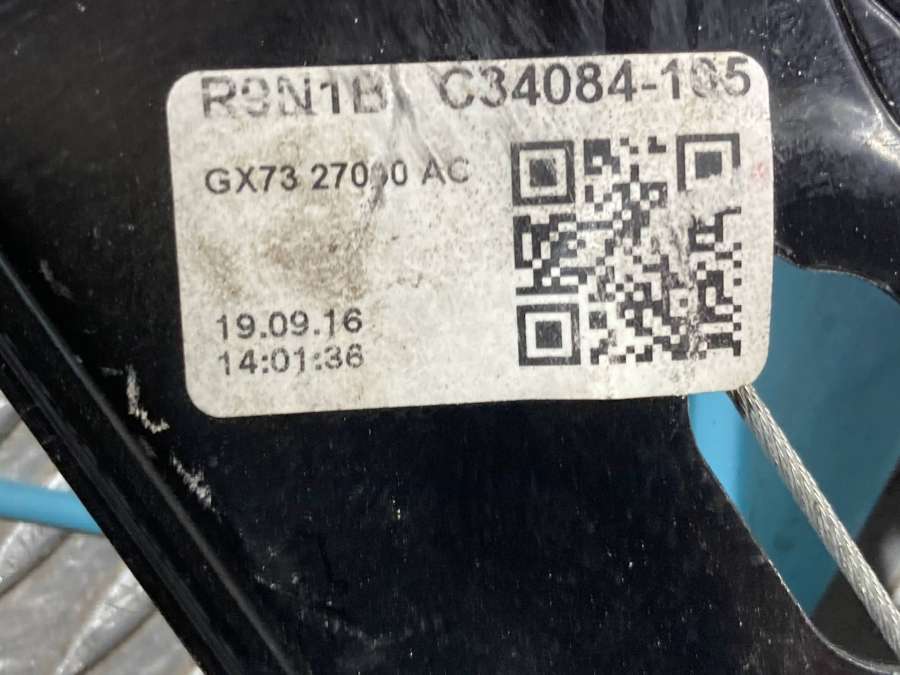 R9N1B C34084-105
GX73 27000 AC
19.09.16
14:01:36